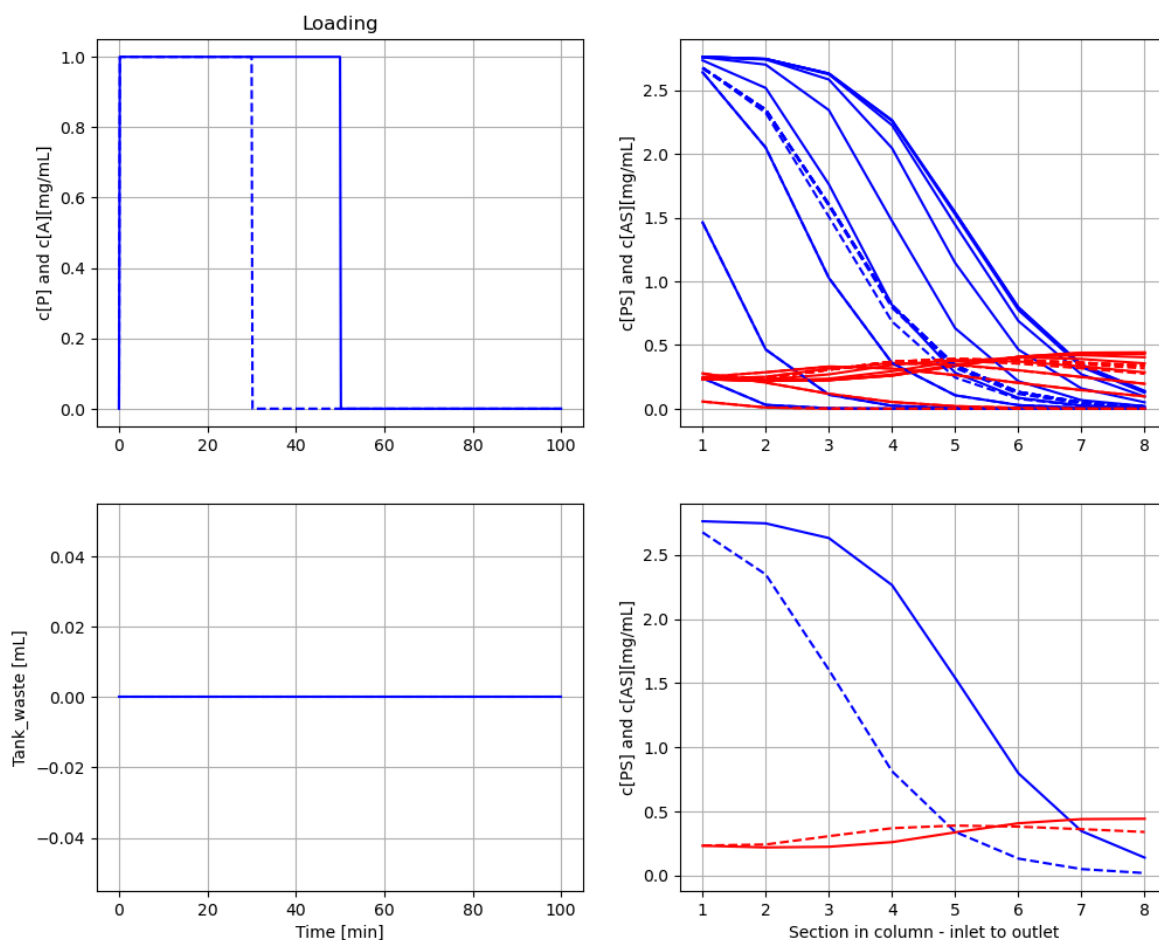 Loading
c[P] and c[A][mg/mL]
1.0
0.8
0.6
0.4
0.2
0.0
0 20 40 60 80 100
c[PS] and c[AS][mg/mL]
2.5
2.0
1.5
1.0
0.5
0.0
1 2 3 4 5 6 7 8
Tank_waste [mL]
0.04
0.02
0.00
−0.02
−0.04
0 20 40 60 80 100
Time [min]
c[PS] and c[AS][mg/mL]
2.5
2.0
1.5
1.0
0.5
0.0
1 2 3 4 5 6 7 8
Section in column - inlet to outlet